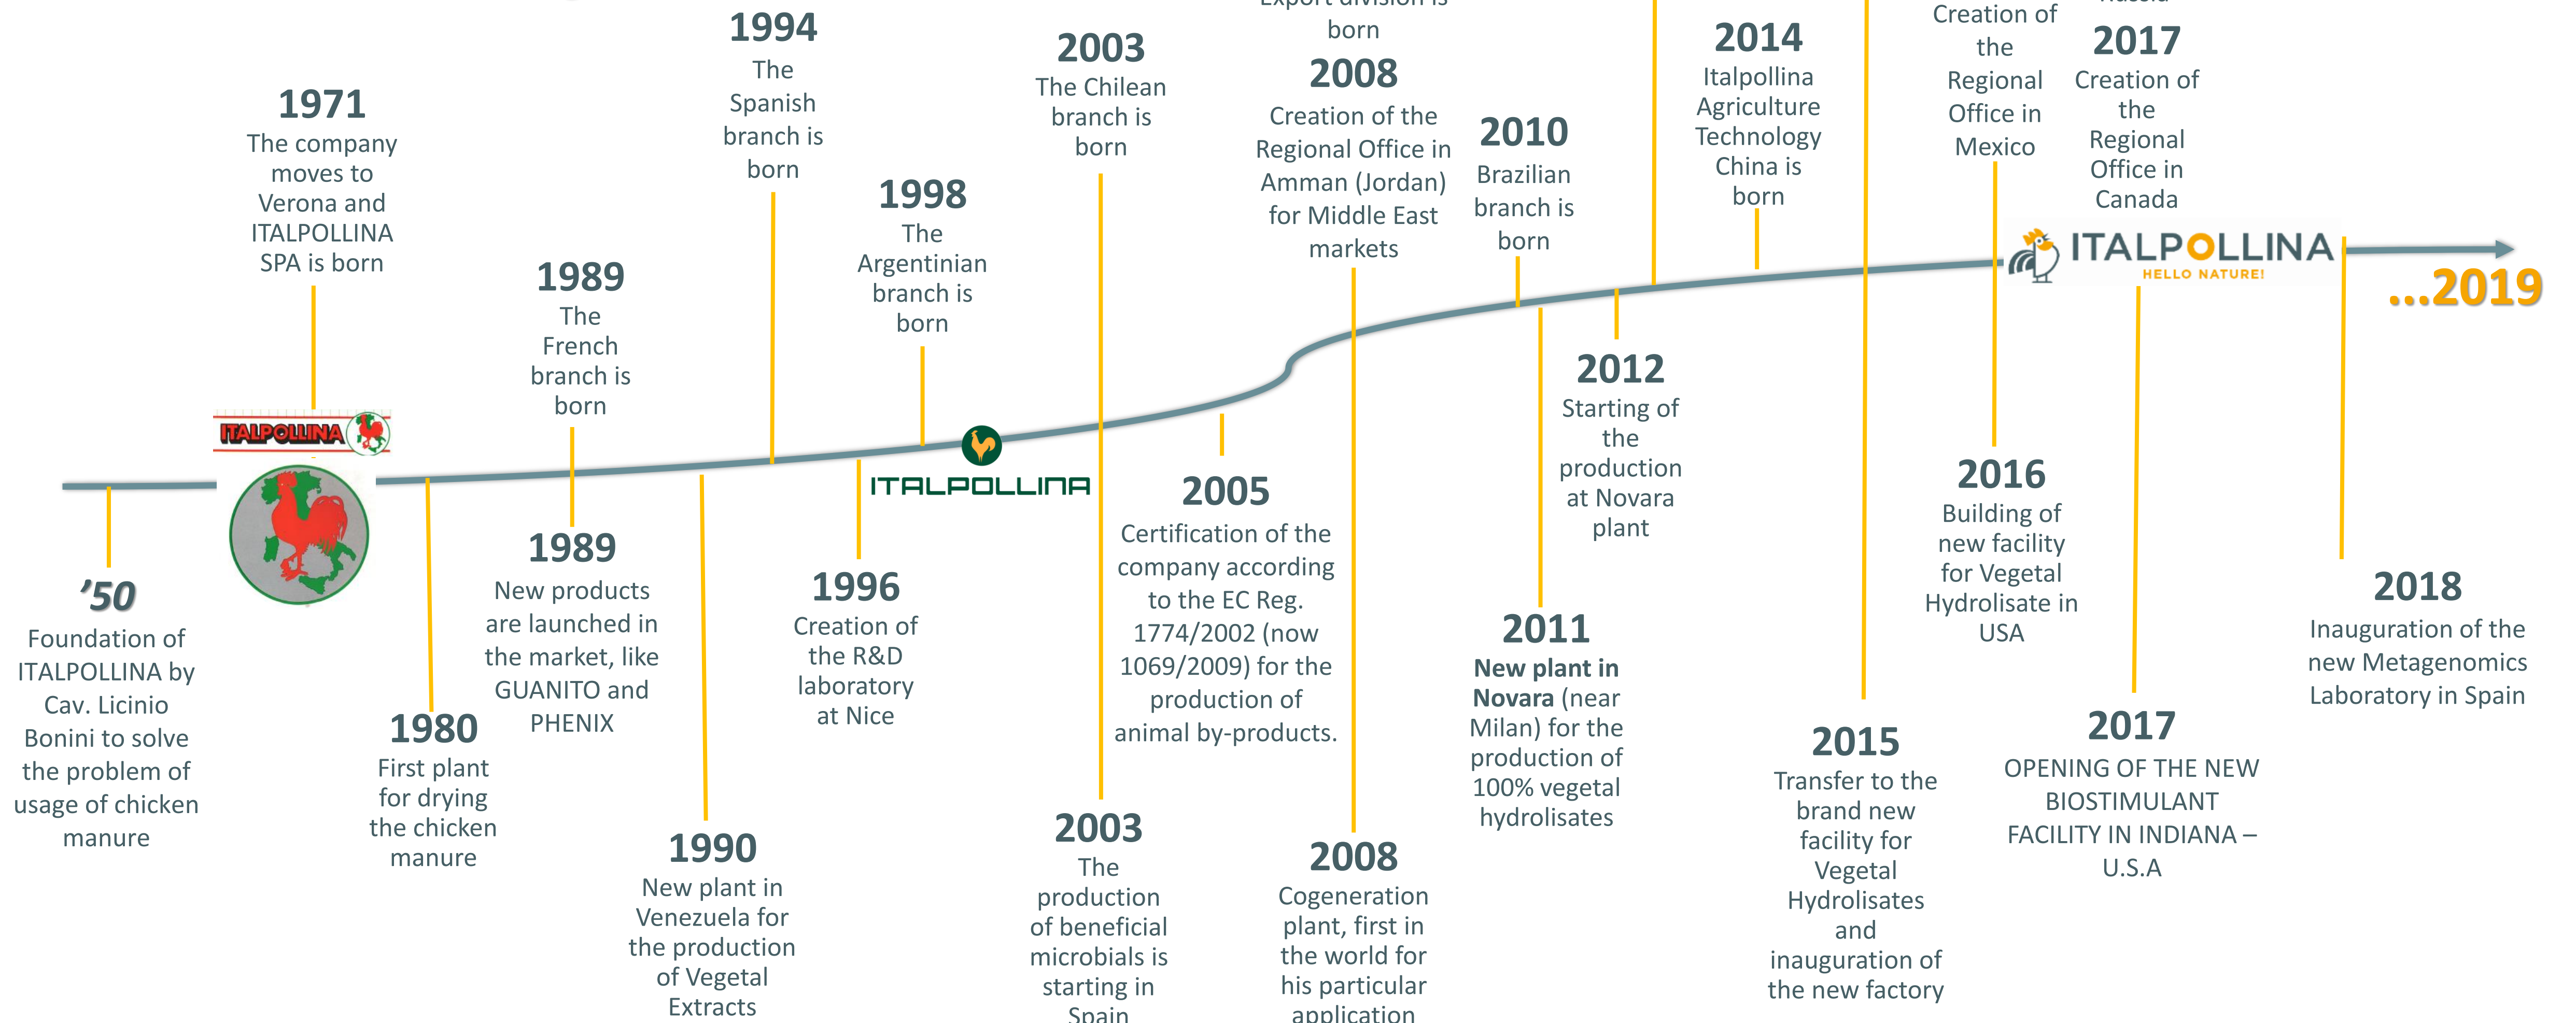 1971
The company
moves to
Verona and
ITALPOLLINA
SPA is born
1989
The
French
branch is
born
1994
The
Spanish
branch is
born
1998
The
Argentinian
branch is
born
2003
The Chilean
branch is
born
Export division is
born
2008
Creation of the
Regional Office in
Amman (Jordan)
for Middle East
markets
2010
Brazilian
branch is
born
2014
Italpollina
Agriculture
Technology
China is
born
Creation of
the
Regional
Office in
Mexico
2017
Creation of
the
Regional
Office in
Canada
ITALPOLLINA
HELLO NATURE!
...2019
ITALPOLLINA
ITALPOLLINA
’50
Foundation of
ITALPOLLINA by
Cav. Licinio
Bonini to solve
the problem of
usage of chicken
manure
1980
First plant
for drying
the chicken
manure
1989
New products
are launched in
the market, like
GUANITO and
PHENIX
1990
New plant in
Venezuela for
the production
of Vegetal
Extracts
1996
Creation of
the R&D
laboratory
at Nice
2003
The
production
of beneficial
microbials is
starting in
Spain
2005
Certification of the
company according
to the EC Reg.
1774/2002 (now
1069/2009) for the
production of
animal by-products.
2008
Cogeneration
plant, first in
the world for
his particular
application
2011
New plant in
Novara (near
Milan) for the
production of
100% vegetal
hydrolisates
2012
Starting of
the
production
at Novara
plant
2015
Transfer to the
brand new
facility for
Vegetal
Hydrolisates
and
inauguration of
the new factory
2016
Building of
new facility
for Vegetal
Hydrolisate in
USA
2017
OPENING OF THE NEW
BIOSTIMULANT
FACILITY IN INDIANA –
U.S.A
2018
Inauguration of the
new Metagenomics
Laboratory in Spain